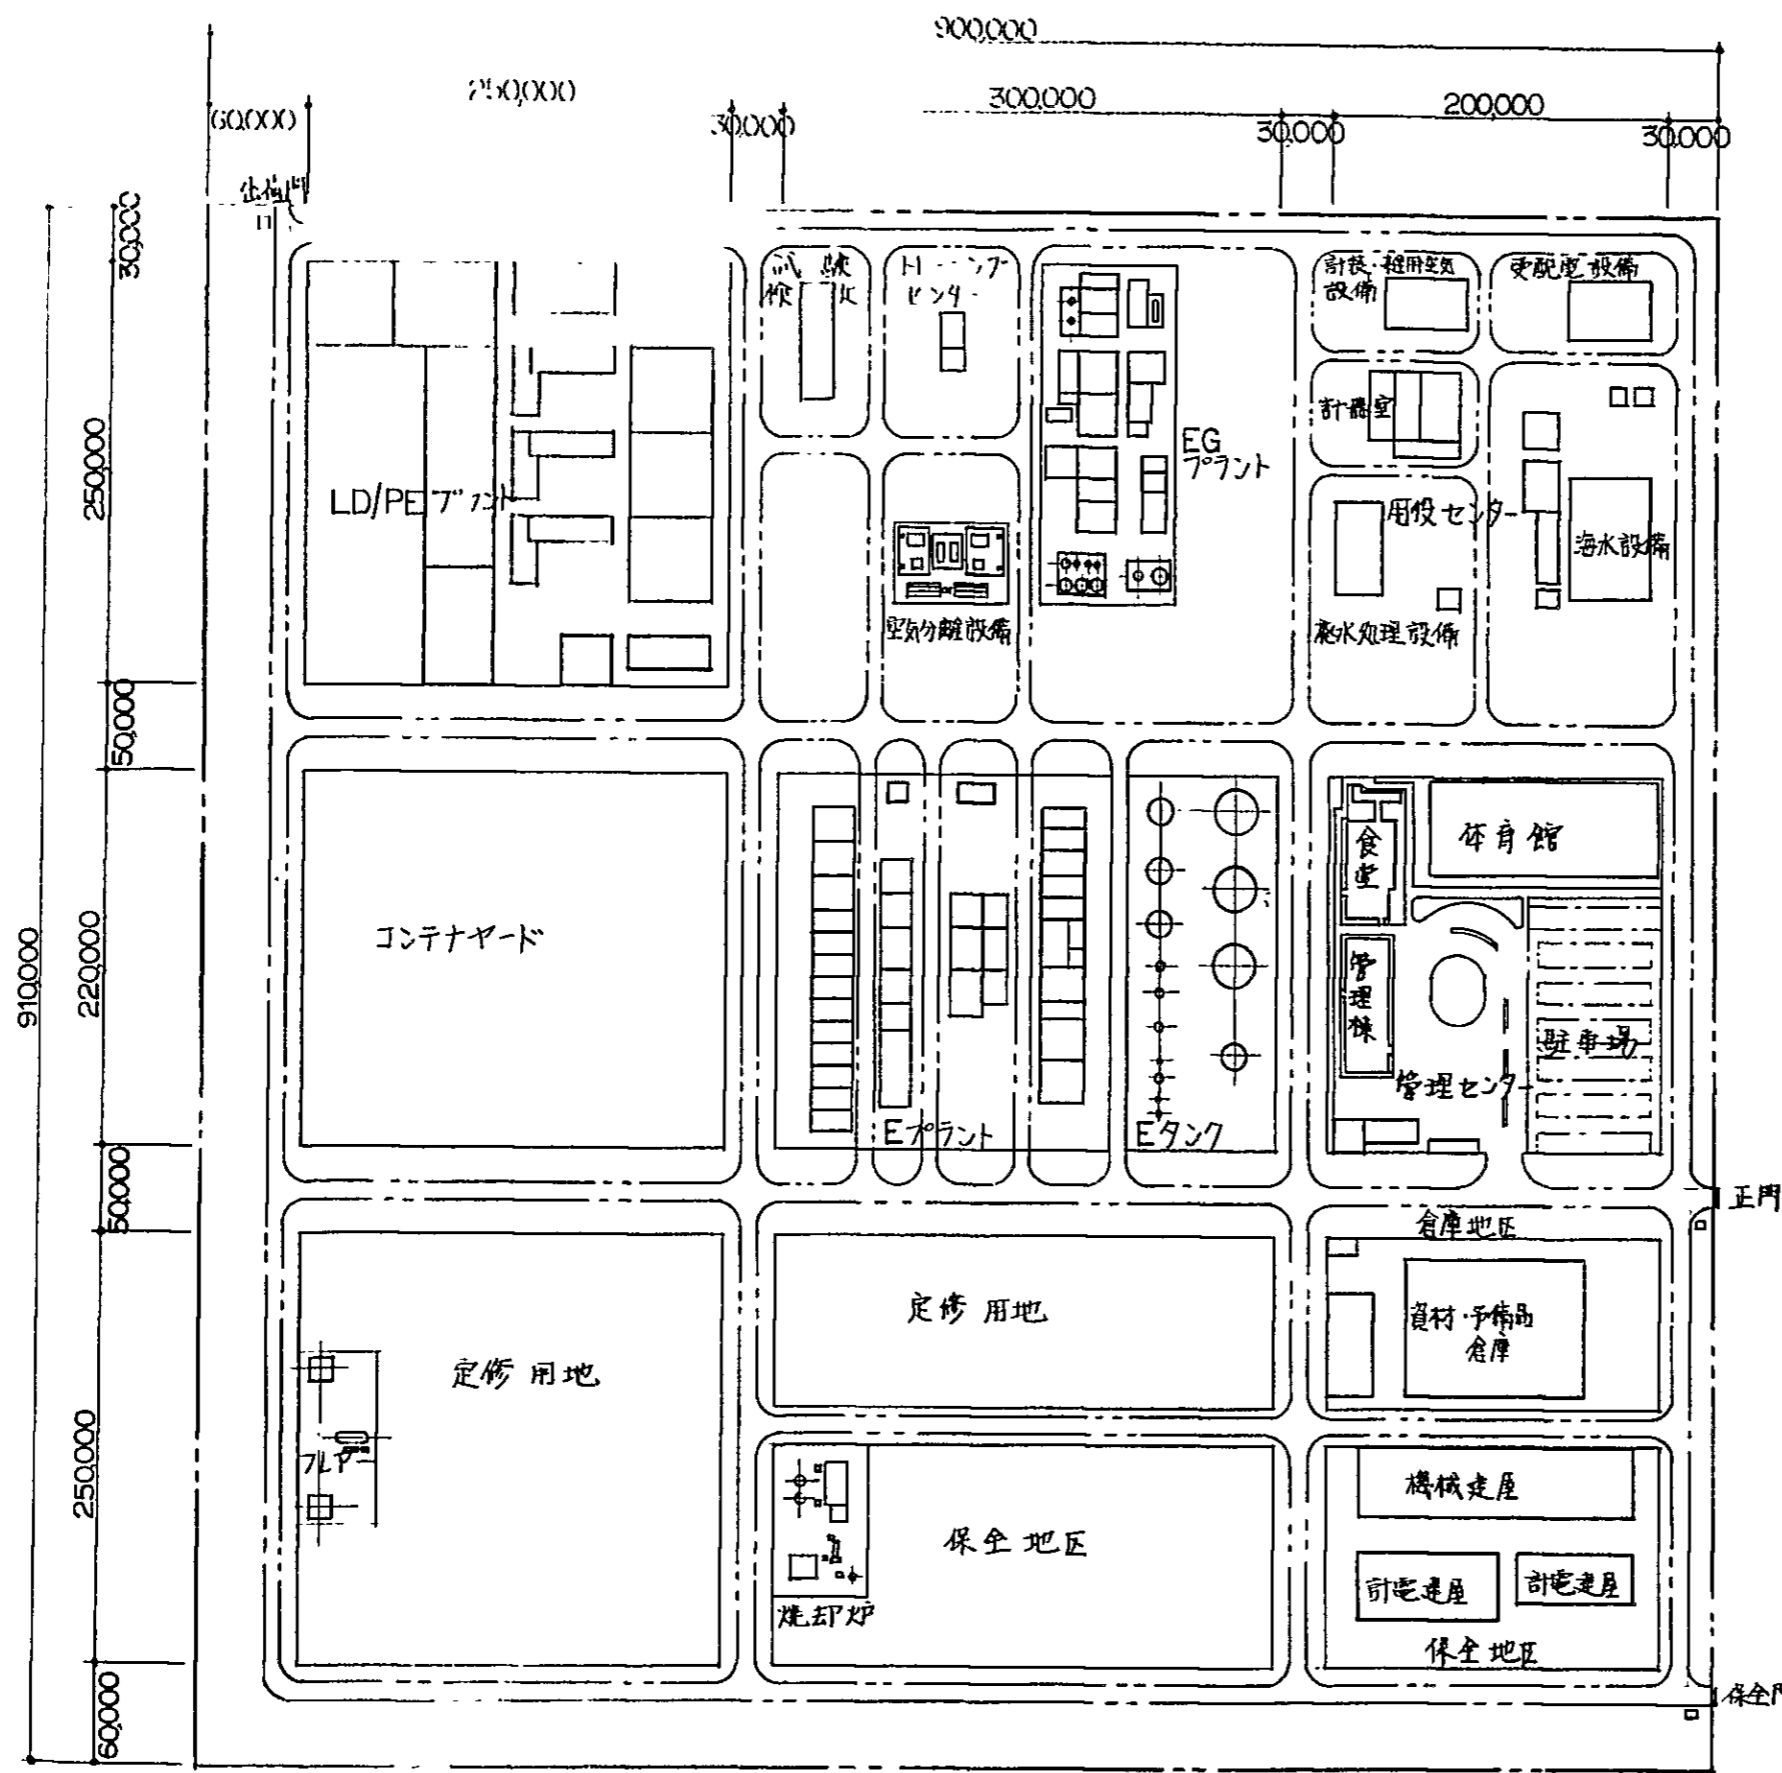 900,000
250,000
300,000
200,000
60,000
30,000
30,000
30,000
出荷門
30,000
250,000
50,000
220,000
50,000
250,000
60,000
910,000
トレーニング
センター
計装・雑用空気
設備
受配電設備
計器室
EG
プラント
LD/PEプラント
用役センター
海水設備
空気分離設備
廃水処理設備
食堂
体育館
コンテナヤード
管理棟
駐車場
管理センター
Eプラント
Eタンク
正門
倉庫地区
定修用地
資材・予備品
倉庫
定修用地
フレアー
機械建屋
保全地区
計電建屋
計電建屋
焼却炉
保全地区
保全門